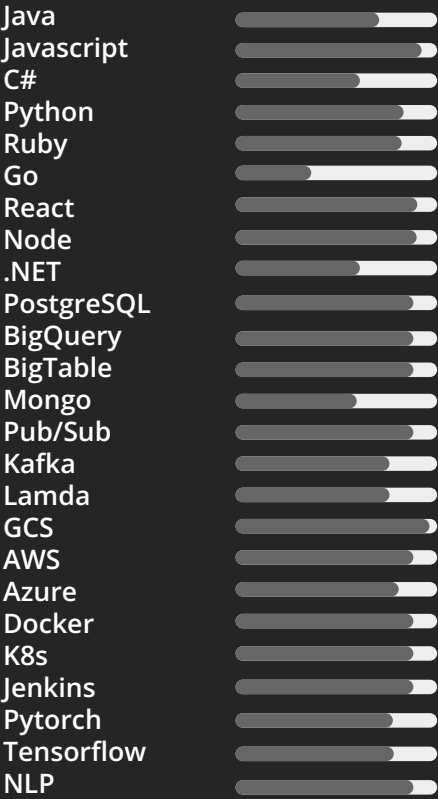 Java
Javascript
C#
Python
Ruby
Go
React
Node
.NET
PostgreSQL
BigQuery
BigTable
Mongo
Pub/Sub
Kafka
Lamda
GCS
AWS
Azure
Docker
K8s
Jenkins
Pytorch
Tensorflow
NLP